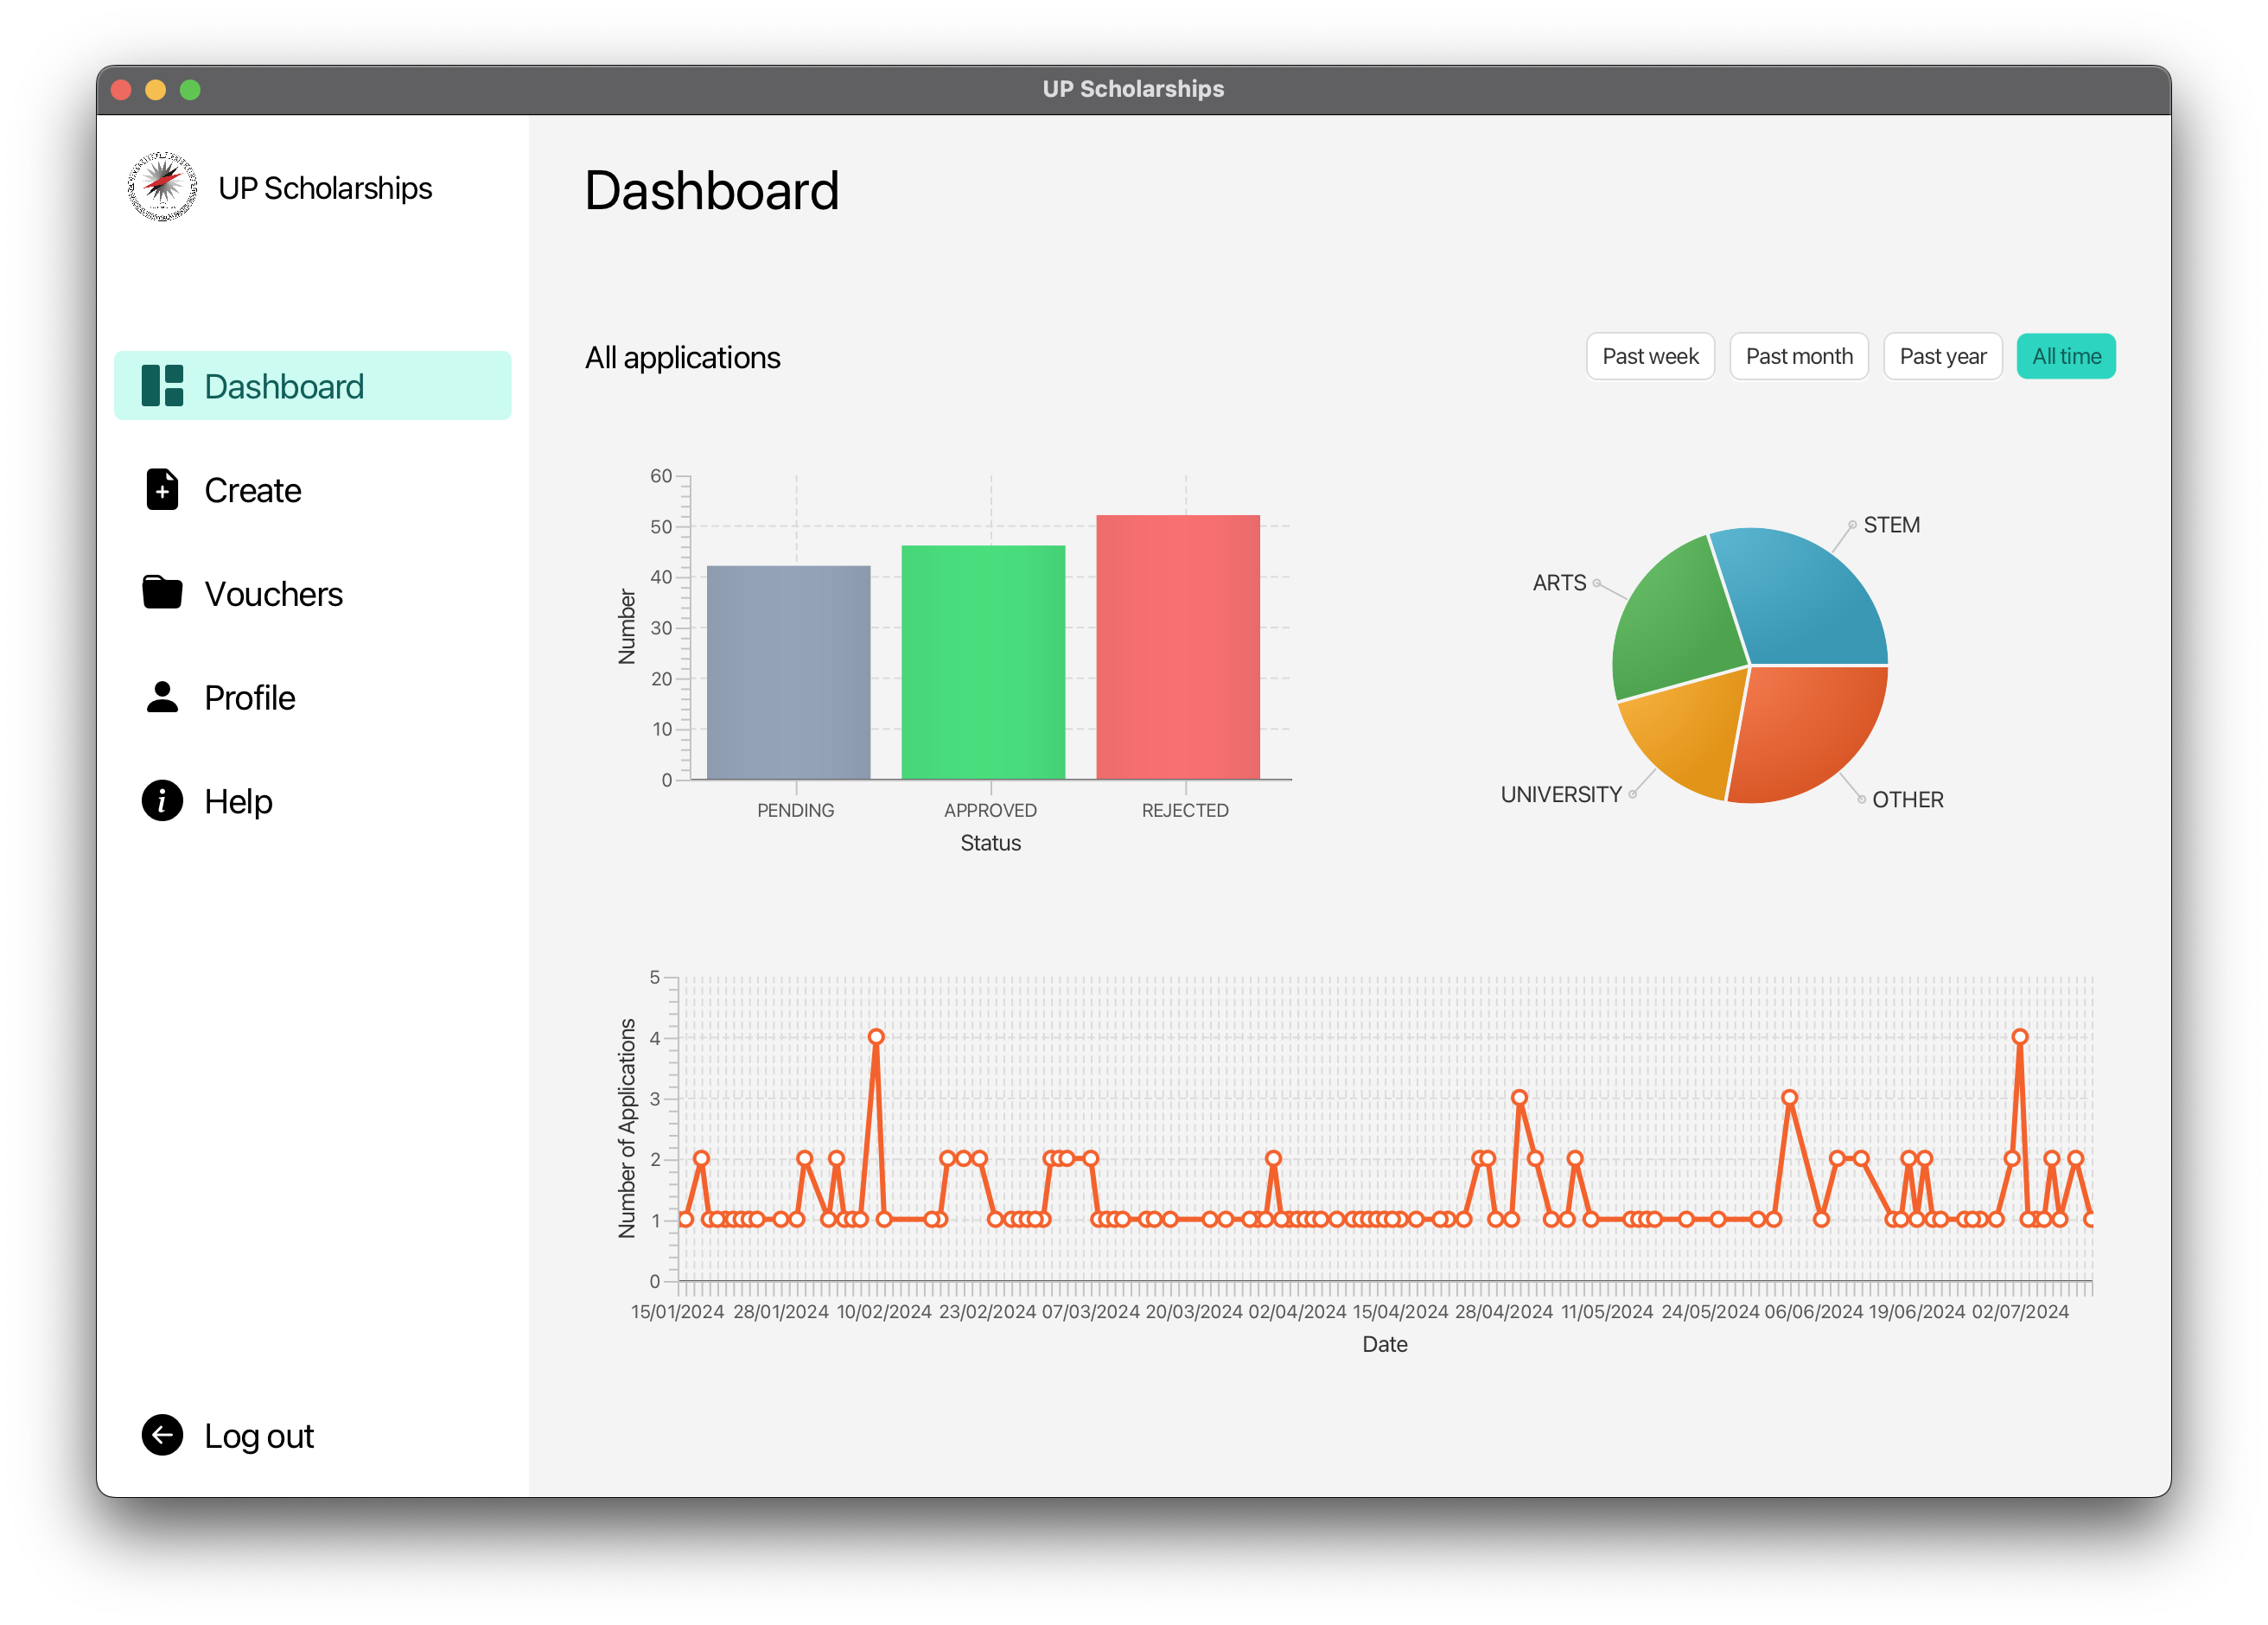 UP Scholarships
UP Scholarships
Dashboard
Create
Vouchers
Profile
Help
Log out
Dashboard
All applications
Past week
Past month
Past year
All time
60
50
40
30
20
10
0
Number
PENDING
APPROVED
REJECTED
Status
STEM
ARTS
UNIVERSITY
OTHER
5
4
3
2
1
0
Number of Applications
15/01/2024 28/01/2024 10/02/2024 23/02/2024 07/03/2024 20/03/2024 02/04/2024 15/04/2024 28/04/2024 11/05/2024 24/05/2024 06/06/2024 19/06/2024 02/07/2024
Date